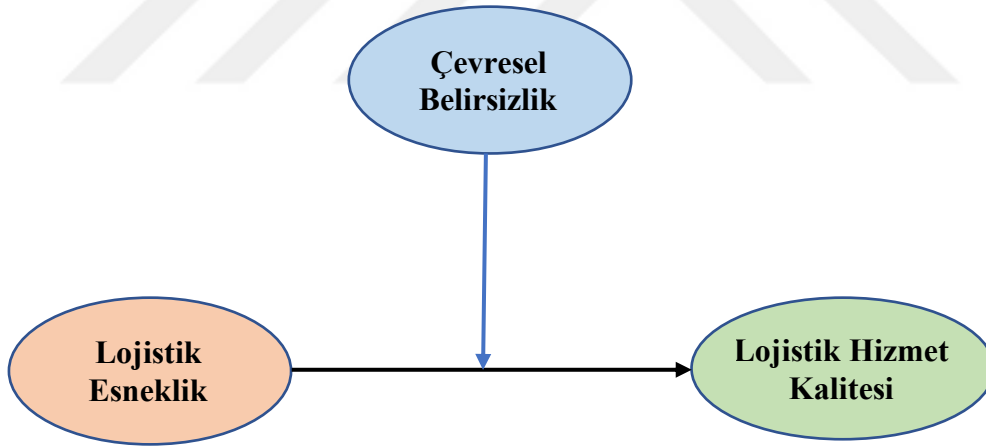 Çevresel
Belirsizlik
Lojistik
Esneklik
Lojistik Hizmet
Kalitesi